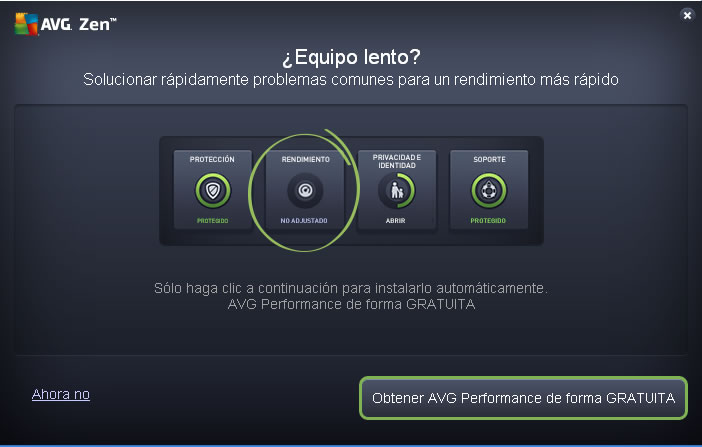 AVG Zen™
¿Equipo lento?
Solucionar rápidamente problemas comunes para un rendimiento más rápido
PROTECCIÓN
PROTEGIDO
RENDIMIENTO
NO ADJUSTADO
PRIVACIDAD E
IDENTIDAD
ABRIR
SOPORTE
PROTEGIDO
Sólo haga clic a continuación para instalarlo automáticamente.
AVG Performance de forma GRATUITA
Ahora no
Obtener AVG Performance de forma GRATUITA